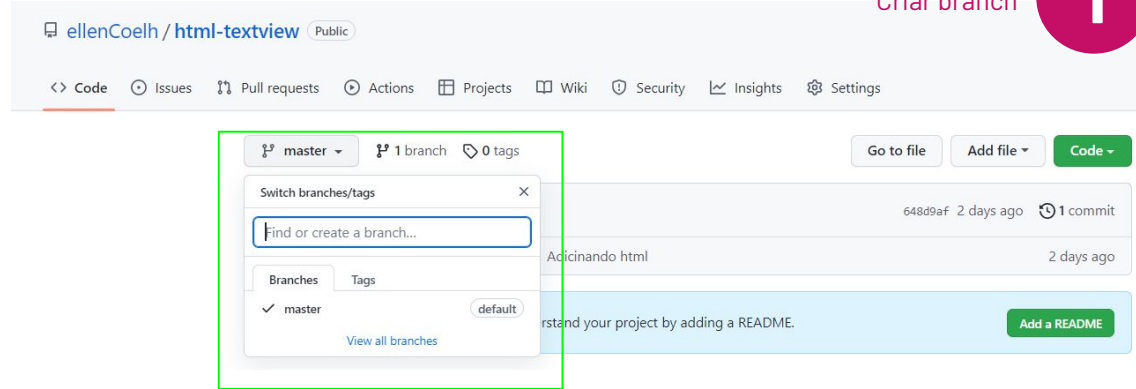 Criar branch
1
ellenCoelh / html-textview Public
Code Issues Pull requests Actions Projects Wiki Security Insights Settings
master 1 branch 0 tags Go to file Add file Code
Switch branches/tags
648d9af 2 days ago 1 commit
Find or create a branch...
Adicinando html 2 days ago
Branches Tags
master default
rstand your project by adding a README. Add a README
View all branches